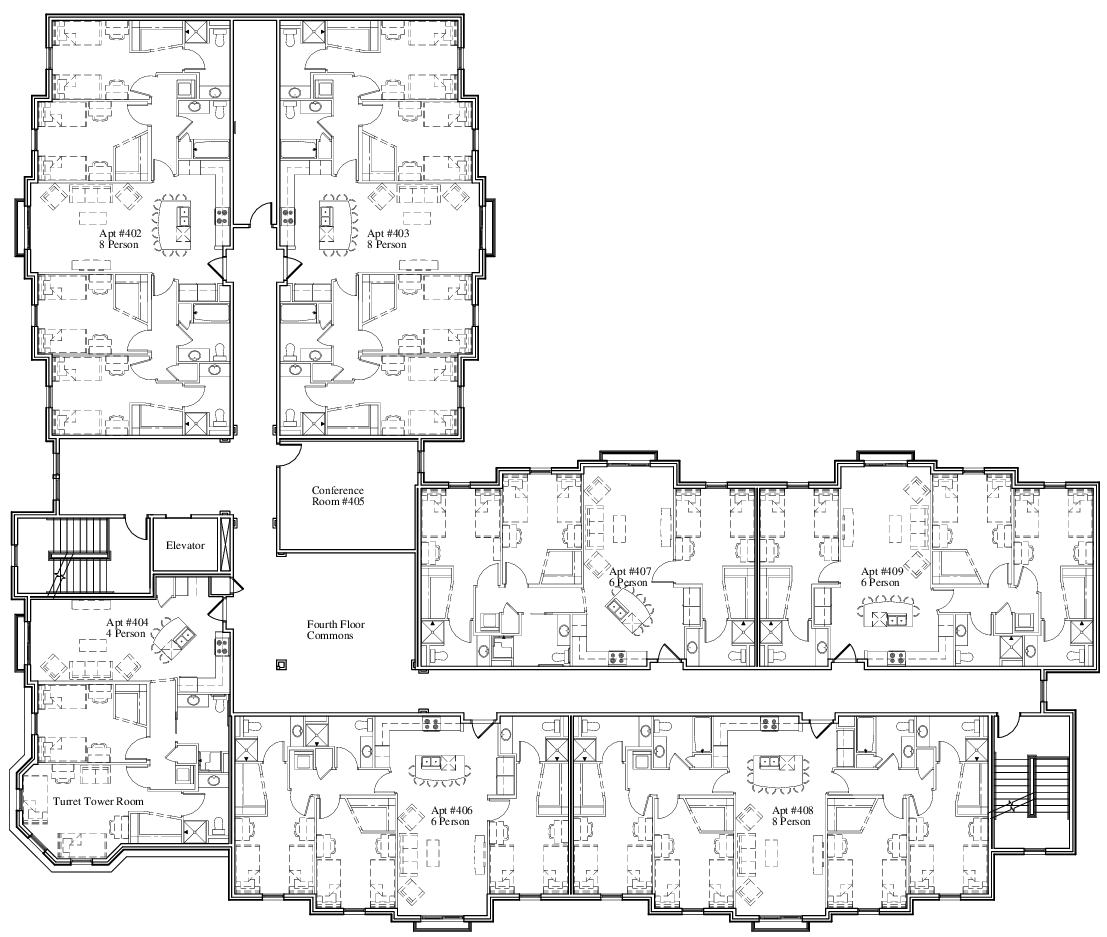 Apt #402
8 Person
Apt #403
8 Person
Conference
Room #405
Elevator
Apt #407
6 Person
Apt #409
6 Person
Apt #404
4 Person
Fourth Floor
Commons
Turret Tower Room
Apt #406
6 Person
Apt #408
8 Person